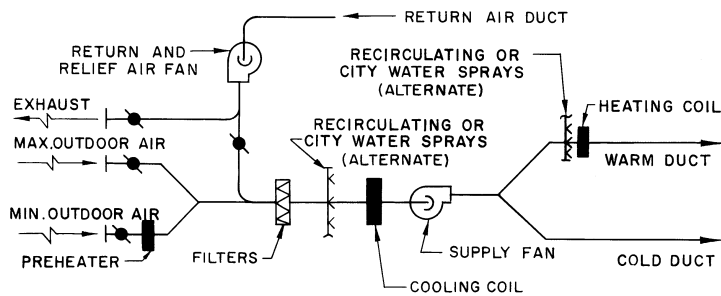 RETURN AIR DUCT
RETURN AND
RELIEF AIR FAN
RECIRCULATING OR
CITY WATER SPRAYS
(ALTERNATE)
HEATING COIL
EXHAUST
RECIRCULATING OR
CITY WATER SPRAYS
(ALTERNATE)
MAX.OUTDOOR AIR
WARM DUCT
MIN.OUTDOOR AIR
PREHEATER
FILTERS
SUPPLY FAN
COLD DUCT
COOLING COIL